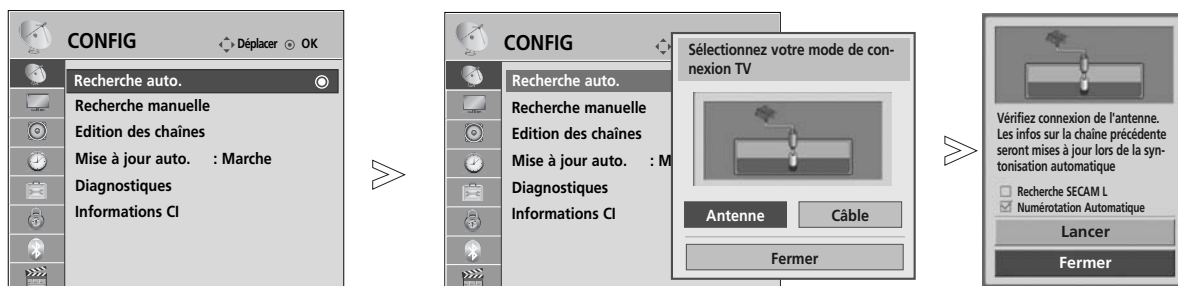 CONFIG
Déplacer OK
Recherche auto.
Recherche manuelle
Edition des chaînes
Mise à jour auto. : Marche
Diagnostiques
Informations CI
CONFIG
Recherche auto.
Recherche manuelle
Edition des chaînes
Mise à jour auto. : M
Diagnostiques
Informations CI
Sélectionnez votre mode de con-
nexion TV
Antenne Câble
Fermer
Vérifiez connexion de l'antenne.
Les infos sur la chaîne précédente
seront mises à jour lors de la syn-
tonisation automatique
Recherche SECAM L
Numérotation Automatique
Lancer
Fermer